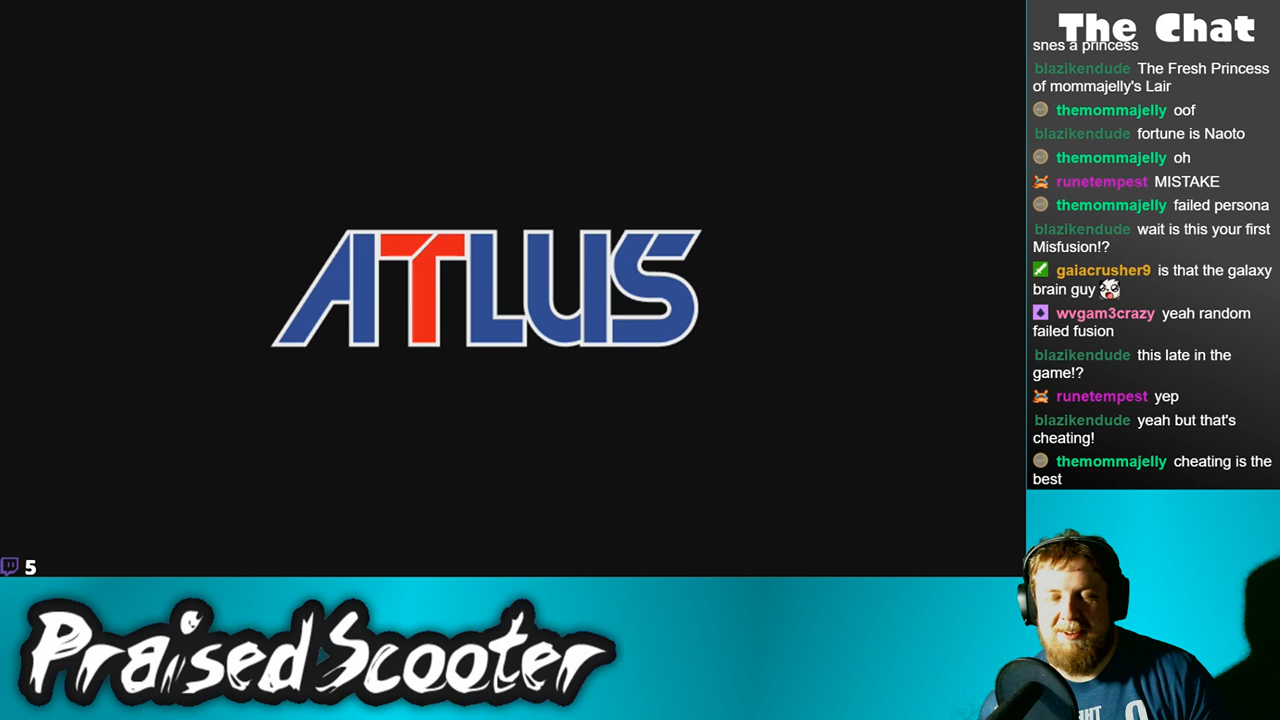 The Chat
snes a princess
blazikendude The Fresh Princess
of mommajelly's Lair
themommajelly oof
blazikendude fortune is Naoto
themommajelly oh
runetempest MISTAKE
themommajelly failed persona
blazikendude wait is this your first
Misfusion!?
gaiacrusher9 is that the galaxy
brain guy
wvgam3crazy yeah random
failed fusion
blazikendude this late in the
game!?
runetempest yep
blazikendude yeah but that's
cheating!
themommajelly cheating is the
best
ATLUS
5
PraisedScooter
THE